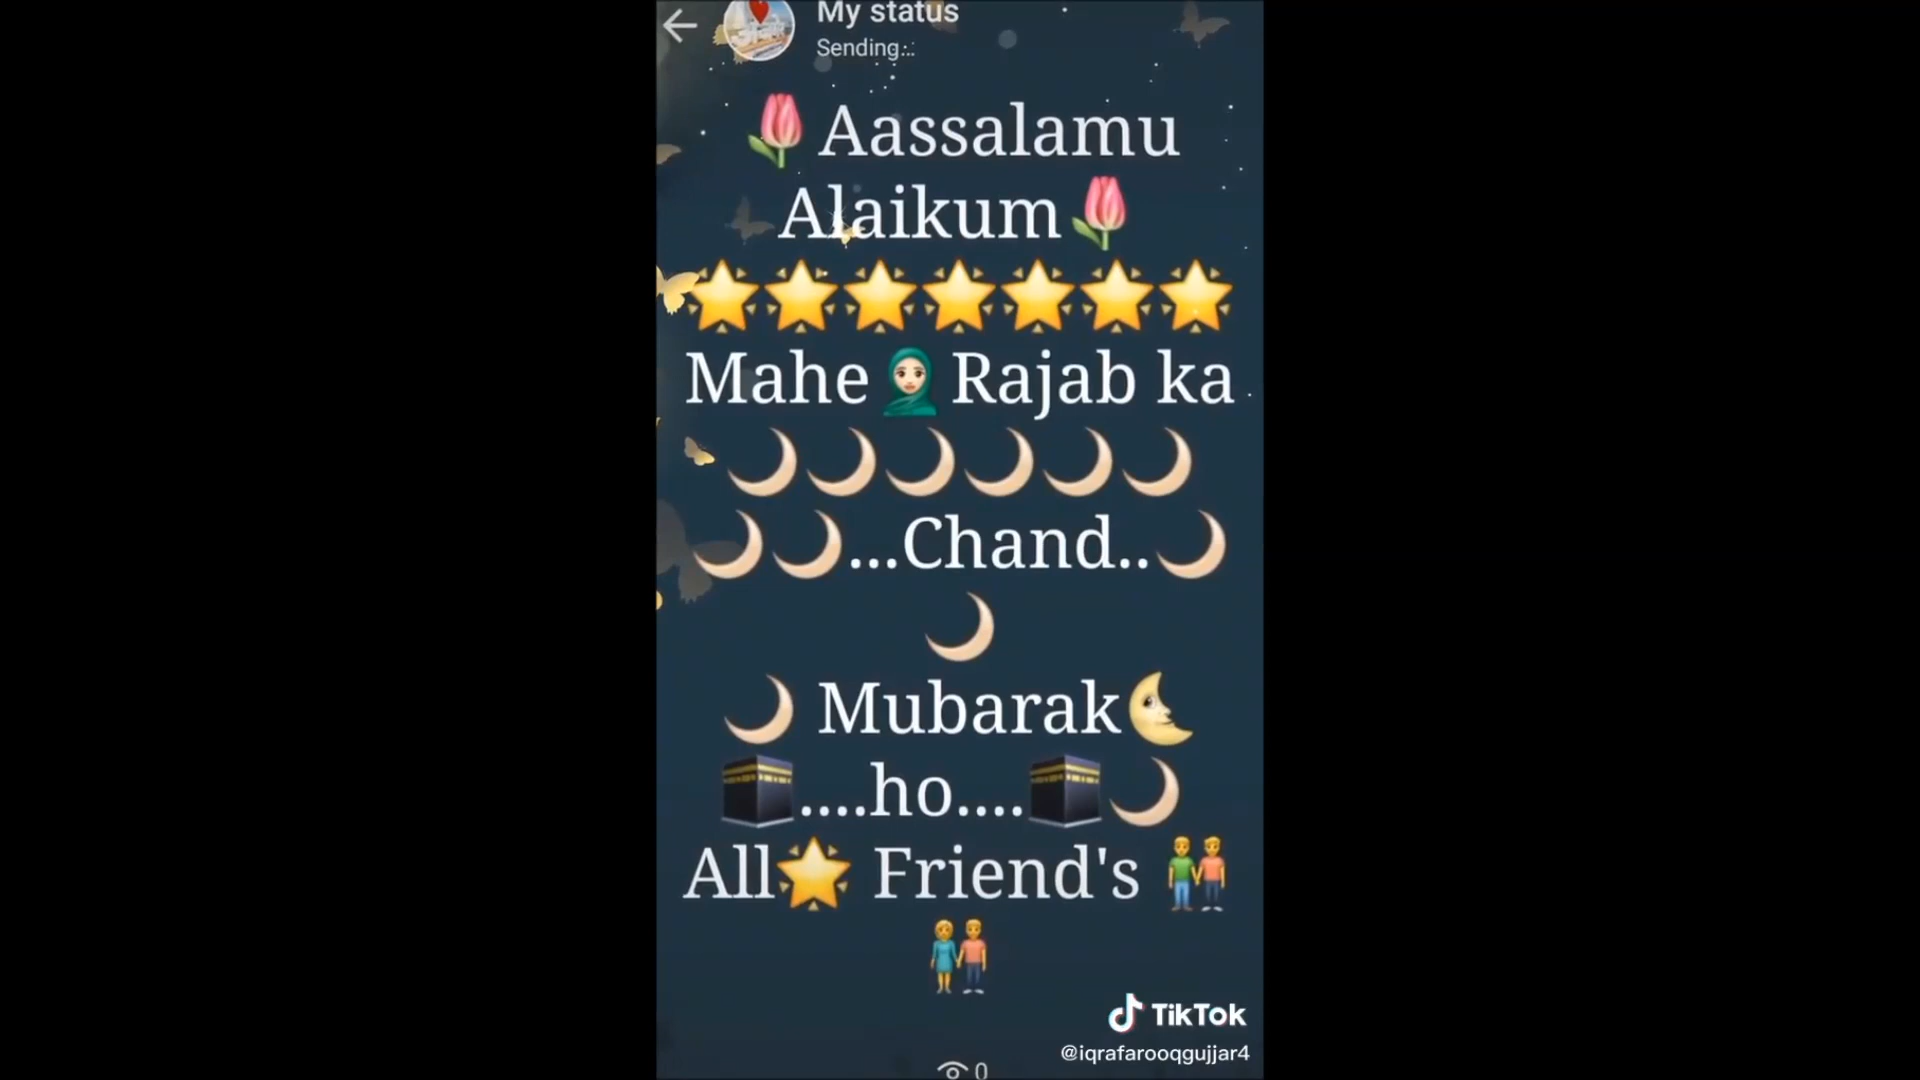 My status
Sending...
🌷Aassalamu
Alaikum🌷
🌟🌟🌟🌟🌟🌟🌟
Mahe🧕🏻Rajab ka
🌙🌙🌙🌙🌙🌙
🌙🌙...Chand..🌙
🌙
🌙 Mubarak🌜
🕋....ho....🕋🌙
All🌟 Friend's 👬
👫
TikTok
@iqrafarooqgujjar4
0